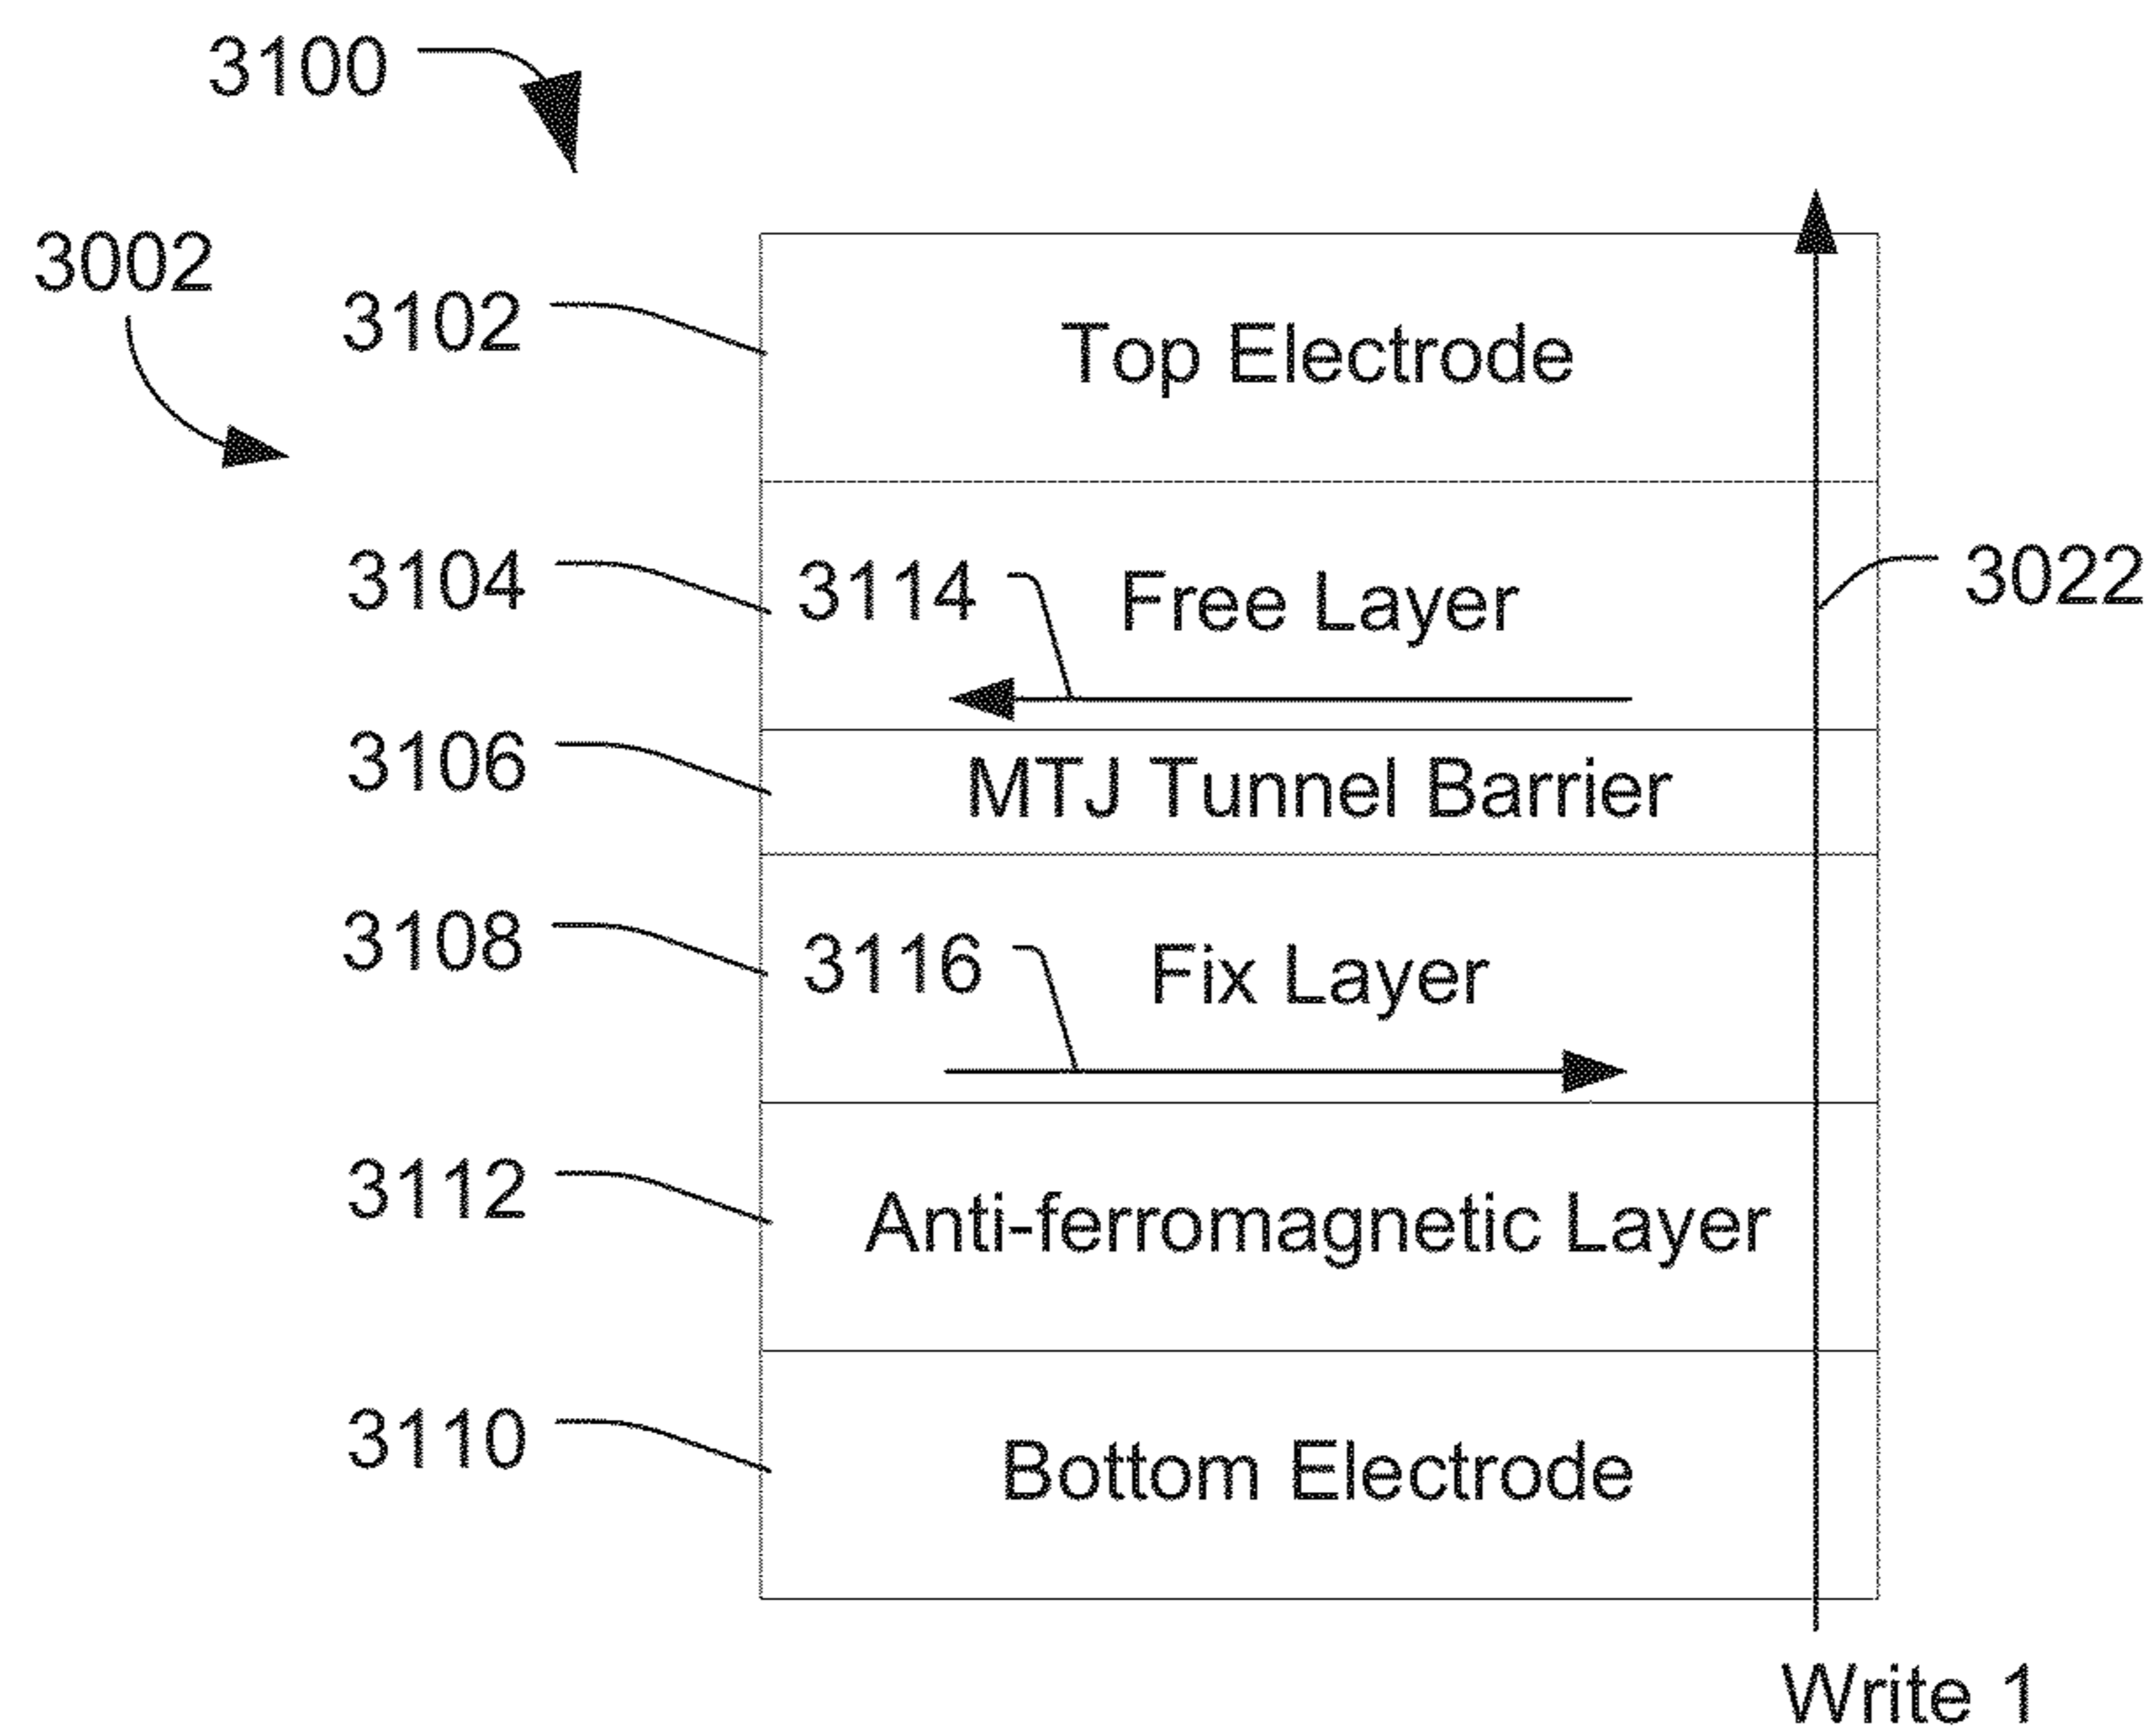 3100
3002
3102 Top Electrode
3104 3114 Free Layer 3022
3106 MTJ Tunnel Barrier
3108 3116 Fix Layer
3112 Anti-ferromagnetic Layer
3110 Bottom Electrode
Write 1